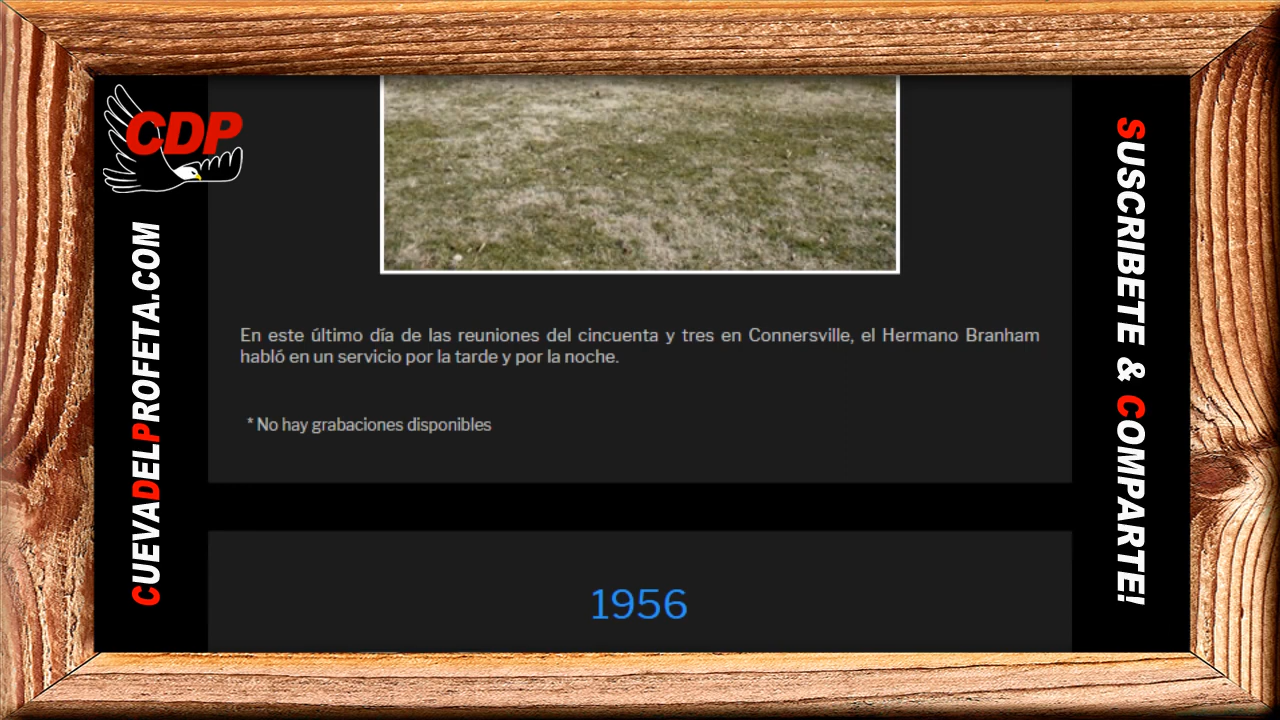 CDP
CUEVADELPROFETA.COM
SUSCRIBETE & COMPARTE!
En este último día de las reuniones del cincuenta y tres en Connersville, el Hermano Branham
habló en un servicio por la tarde y por la noche.
* No hay grabaciones disponibles
1956